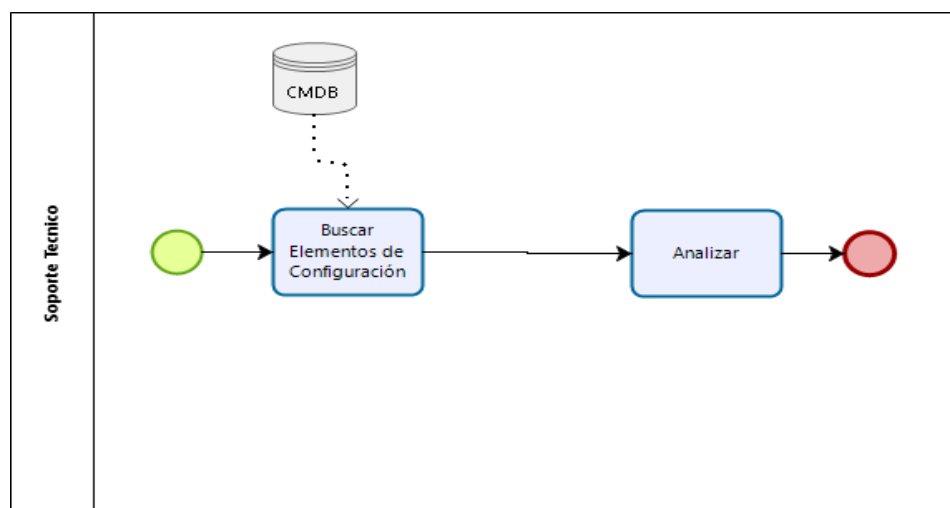 Soporte Tecnico
CMDB
Buscar
Elementos de
Configuración
Analizar